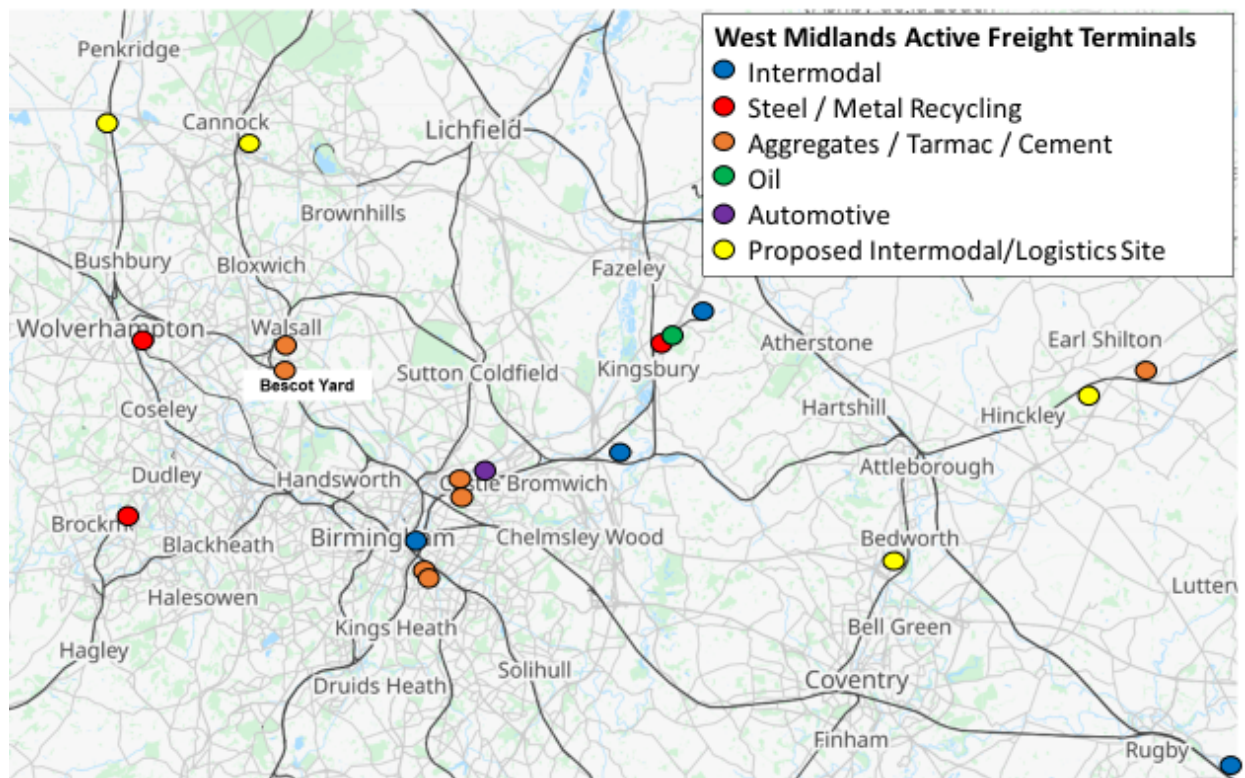 West Midlands Active Freight Terminals
Intermodal
Steel / Metal Recycling
Aggregates / Tarmac / Cement
Oil
Automotive
Proposed Intermodal/Logistics Site
Penkridge
Cannock
Lichfield
Brownhills
Bushbury
Bloxwich
Fazeley
Wolverhampton
Walsall
Atherstone
Earl Shilton
Bescot Yard
Sutton Coldfield
Kingsbury
Coseley
Hartshill
Hinckley
Dudley
Handsworth
Bromwich
Attleborough
Blackheath
Birmingham
Chelmsley Wood
Bedworth
Halesowen
Kings Heath
Bell Green
Hagley
Solihull
Druids Heath
Coventry
Finham
Rugby